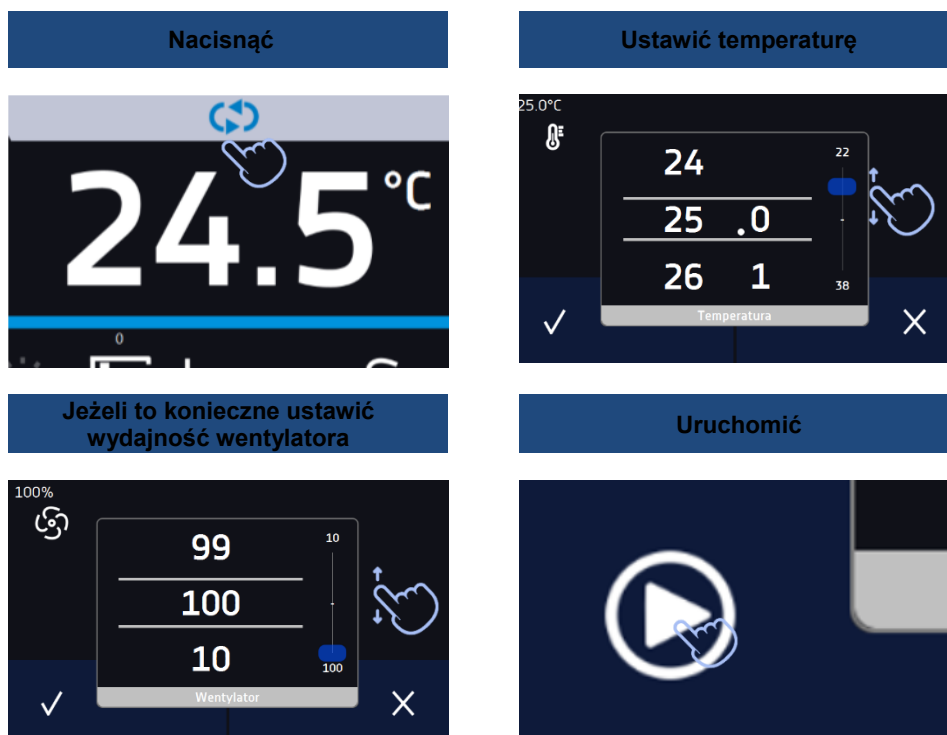 Nacisnąć
Ustawić temperaturę
24.5°C
0
25.0°C
24
22
25 .0
26 1
38
Temperatura
Jeżeli to konieczne ustawić
wydajność wentylatora
Uruchomić
100%
99
10
100
10
100
Wentylator